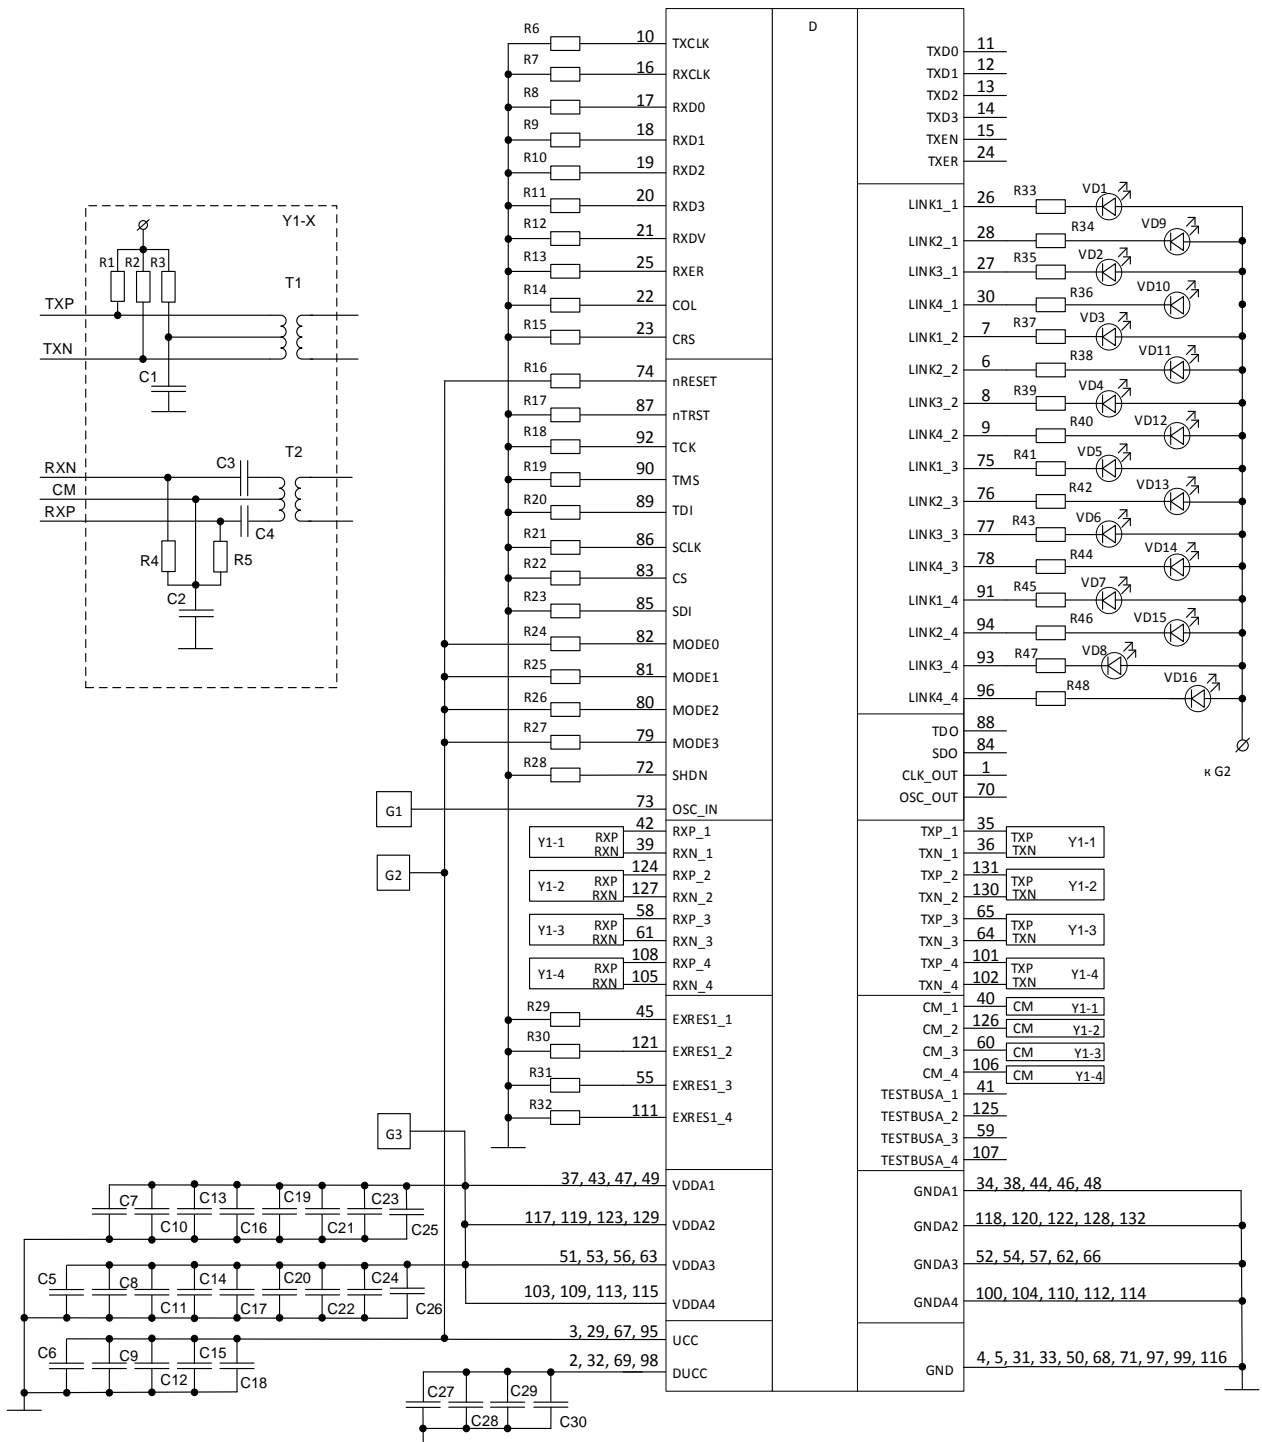 D
R6 10 TXCLK
R7 16 RXCLK
R8 17 RXD0
R9 18 RXD1
R10 19 RXD2
R11 20 RXD3
R12 21 RXDV
R13 25 RXER
R14 22 COL
R15 23 CRS
R16 74 nRESET
R17 87 nTRST
R18 92 TCK
R19 90 TMS
R20 89 TDI
R21 86 SCLK
R22 83 CS
R23 85 SDI
R24 82 MODE0
R25 81 MODE1
R26 80 MODE2
R27 79 MODE3
R28 72 SHDN
G1 73 OSC_IN
G2
Y1-1 RXP 42 RXP_1
RXN 39 RXN_1
Y1-2 RXP 124 RXP_2
RXN 127 RXN_2
Y1-3 RXP 58 RXP_3
RXN 61 RXN_3
Y1-4 RXP 108 RXP_4
RXN 105 RXN_4
R29 45 EXRES1_1
R30 121 EXRES1_2
R31 55 EXRES1_3
R32 111 EXRES1_4
G3
37, 43, 47, 49 VDDA1
117, 119, 123, 129 VDDA2
51, 53, 56, 63 VDDA3
103, 109, 113, 115 VDDA4
3, 29, 67, 95 UCC
2, 32, 69, 98 DUCC
Y1-X
R1 R2 R3
T1
TXP
TXN
C1
T2
RXN C3
CM
RXP C4
R4 R5
C2
C7 C13 C19 C23
C10 C16 C21 C25
C5 C8 C14 C20 C24
C11 C17 C22 C26
C6 C9 C15
C12 C18
C27 C29
C28 C30
TXD0 11
TXD1 12
TXD2 13
TXD3 14
TXEN 15
TXER 24
LINK1_1 26 R33 VD1
LINK2_1 28 R34 VD9
LINK3_1 27 R35 VD2
LINK4_1 30 R36 VD10
LINK1_2 7 R37 VD3
LINK2_2 6 R38 VD11
LINK3_2 8 R39 VD4
LINK4_2 9 R40 VD12
LINK1_3 75 R41 VD5
LINK2_3 76 R42 VD13
LINK3_3 77 R43 VD6
LINK4_3 78 R44 VD14
LINK1_4 91 R45 VD7
LINK2_4 94 R46 VD15
LINK3_4 93 R47 VD8
LINK4_4 96 R48 VD16
к G2
TDO 88
SDO 84
CLK_OUT 1
OSC_OUT 70
TXP_1 35 TXP Y1-1
TXN_1 36 TXN
TXP_2 131 TXP Y1-2
TXN_2 130 TXN
TXP_3 65 TXP Y1-3
TXN_3 64 TXN
TXP_4 101 TXP Y1-4
TXN_4 102 TXN
CM_1 40 CM Y1-1
CM_2 126 CM Y1-2
CM_3 60 CM Y1-3
CM_4 106 CM Y1-4
TESTBUSA_1 41
TESTBUSA_2 125
TESTBUSA_3 59
TESTBUSA_4 107
GNDA1 34, 38, 44, 46, 48
GNDA2 118, 120, 122, 128, 132
GNDA3 52, 54, 57, 62, 66
GNDA4 100, 104, 110, 112, 114
GND 4, 5, 31, 33, 50, 68, 71, 97, 99, 116